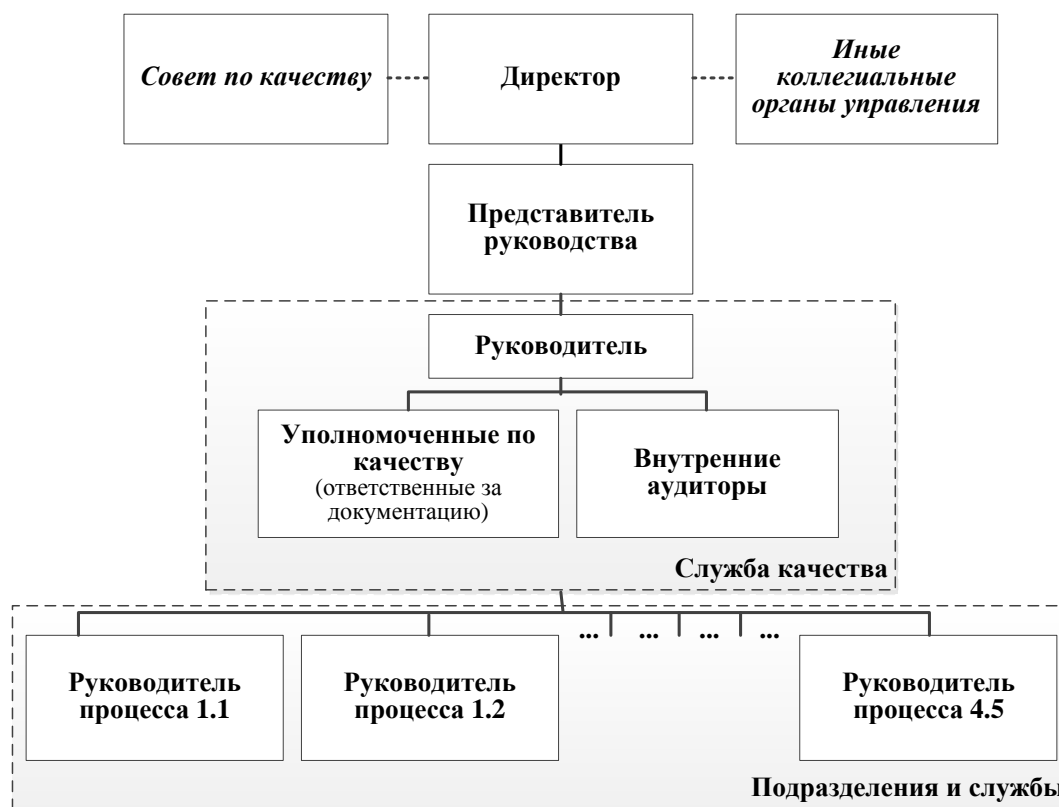 Совет по качеству
Директор
Иные
коллегиальные
органы управления
Представитель
руководства
Руководитель
Уполномоченные по
качеству
(ответственные за
документацию)
Внутренние
аудиторы
Служба качества
... ... ... ...
Руководитель
процесса 1.1
Руководитель
процесса 1.2
Руководитель
процесса 4.5
Подразделения и службы